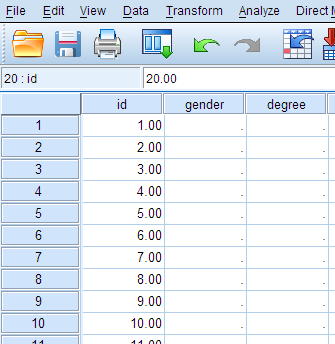 File Edit View Data Transform Analyze Direct
20 : id 20.00
id gender degree
1 1.00 . .
2 2.00 . .
3 3.00 . .
4 4.00 . .
5 5.00 . .
6 6.00 . .
7 7.00 . .
8 8.00 . .
9 9.00 . .
10 10.00 . .